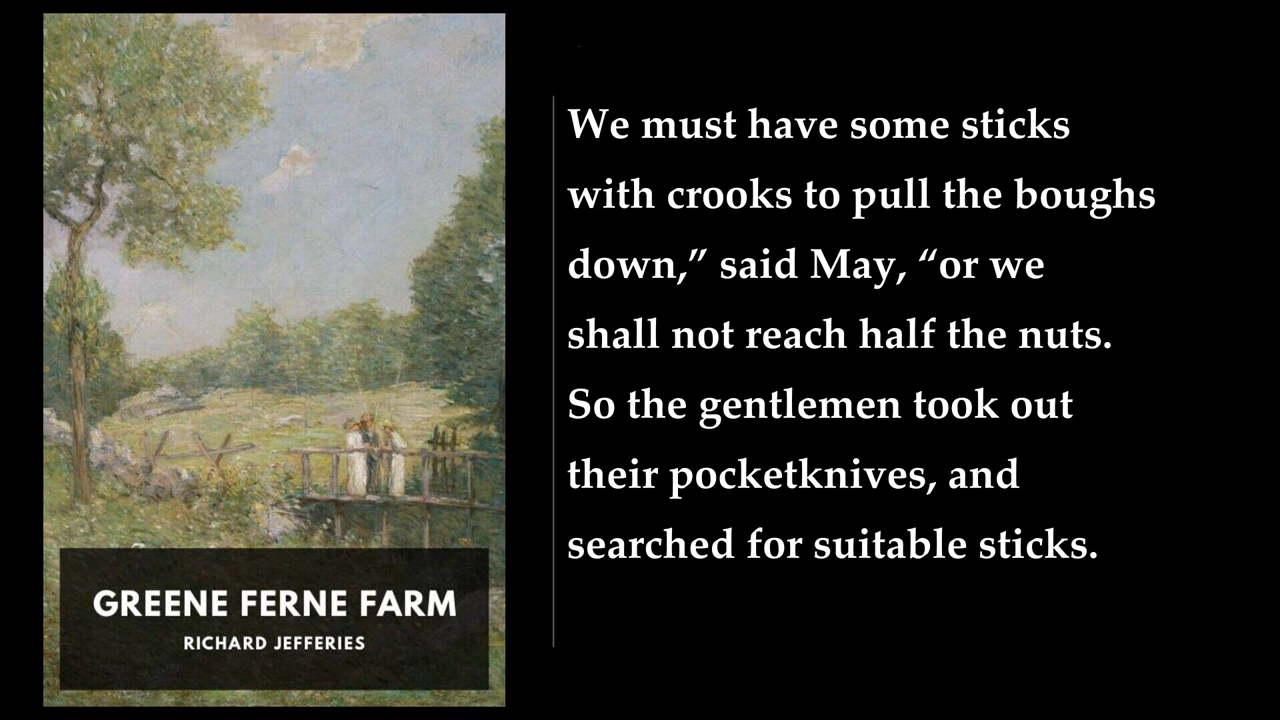 We must have some sticks
with crooks to pull the boughs
down,” said May, “or we
shall not reach half the nuts.
So the gentlemen took out
their pocketknives, and
searched for suitable sticks.
GREENE FERNE FARM
RICHARD JEFFERIES